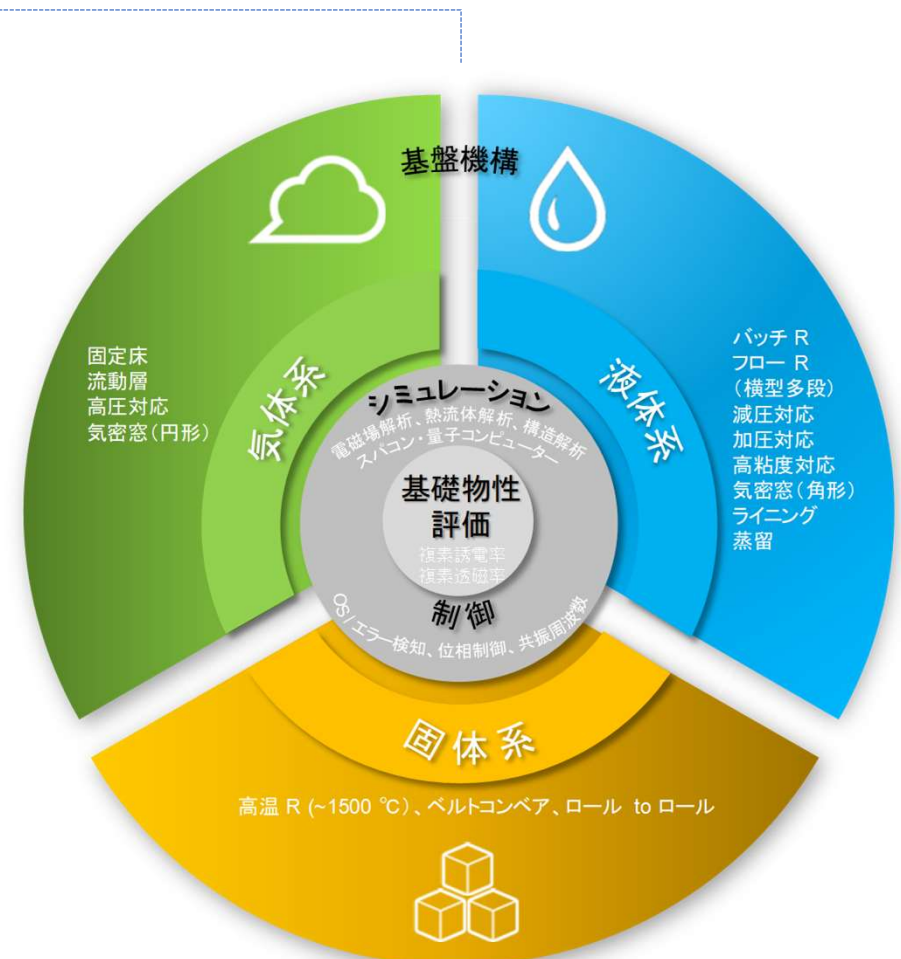 基盤機構
固定床
流動層
高圧対応
気密窓(円形)
気体系
バッチ R
フロー R
(横型多段)
減圧対応
加圧対応
高粘度対応
気密窓(角形)
ライニング
蒸留
液体系
シミュレーション
電磁場解析、熱流体解析、構造解析
スパコン・量子コンピューター
基礎物性
評価
複素誘電率
複素透磁率
制御
OS/エラー検知、位相制御、共振周波数
固体系
高温 R (~1500 ℃)、ベルトコンベア、ロール to ロール